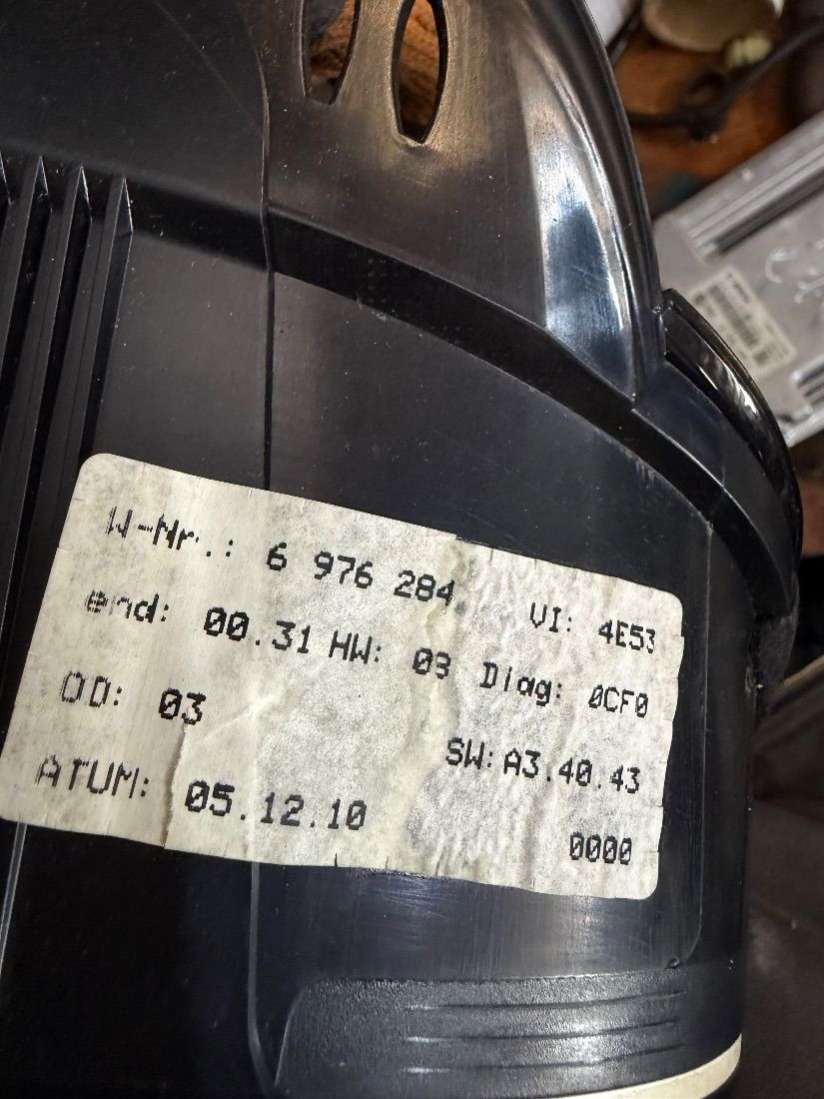 W-Nr.: 6 976 284 VI: 4E53
end: 00.31 HW: 03 Diag: 0CF0
OD: 03 SW: A3.40.43
ATUM: 05.12.10 0000